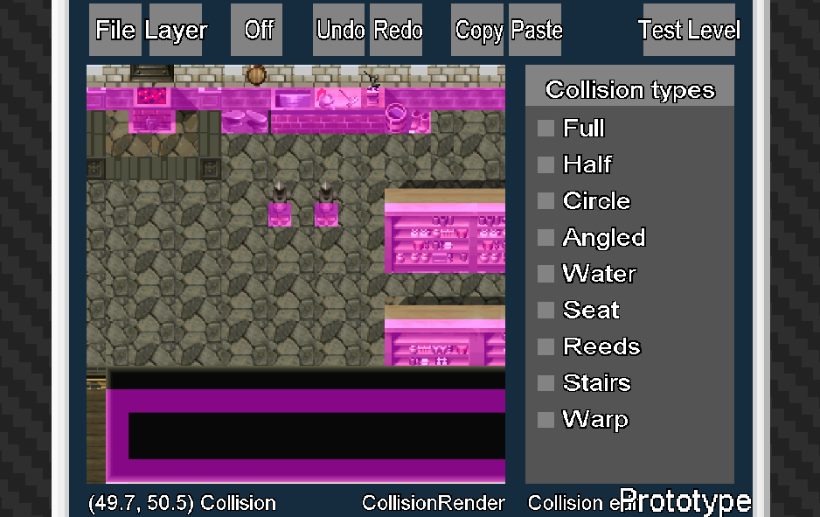 File Layer Off Undo Redo Copy Paste Test Level
Collision types
Full
Half
Circle
Angled
Water
Seat
Reeds
Stairs
Warp
(49.7, 50.5) Collision CollisionRender Collision Prototype